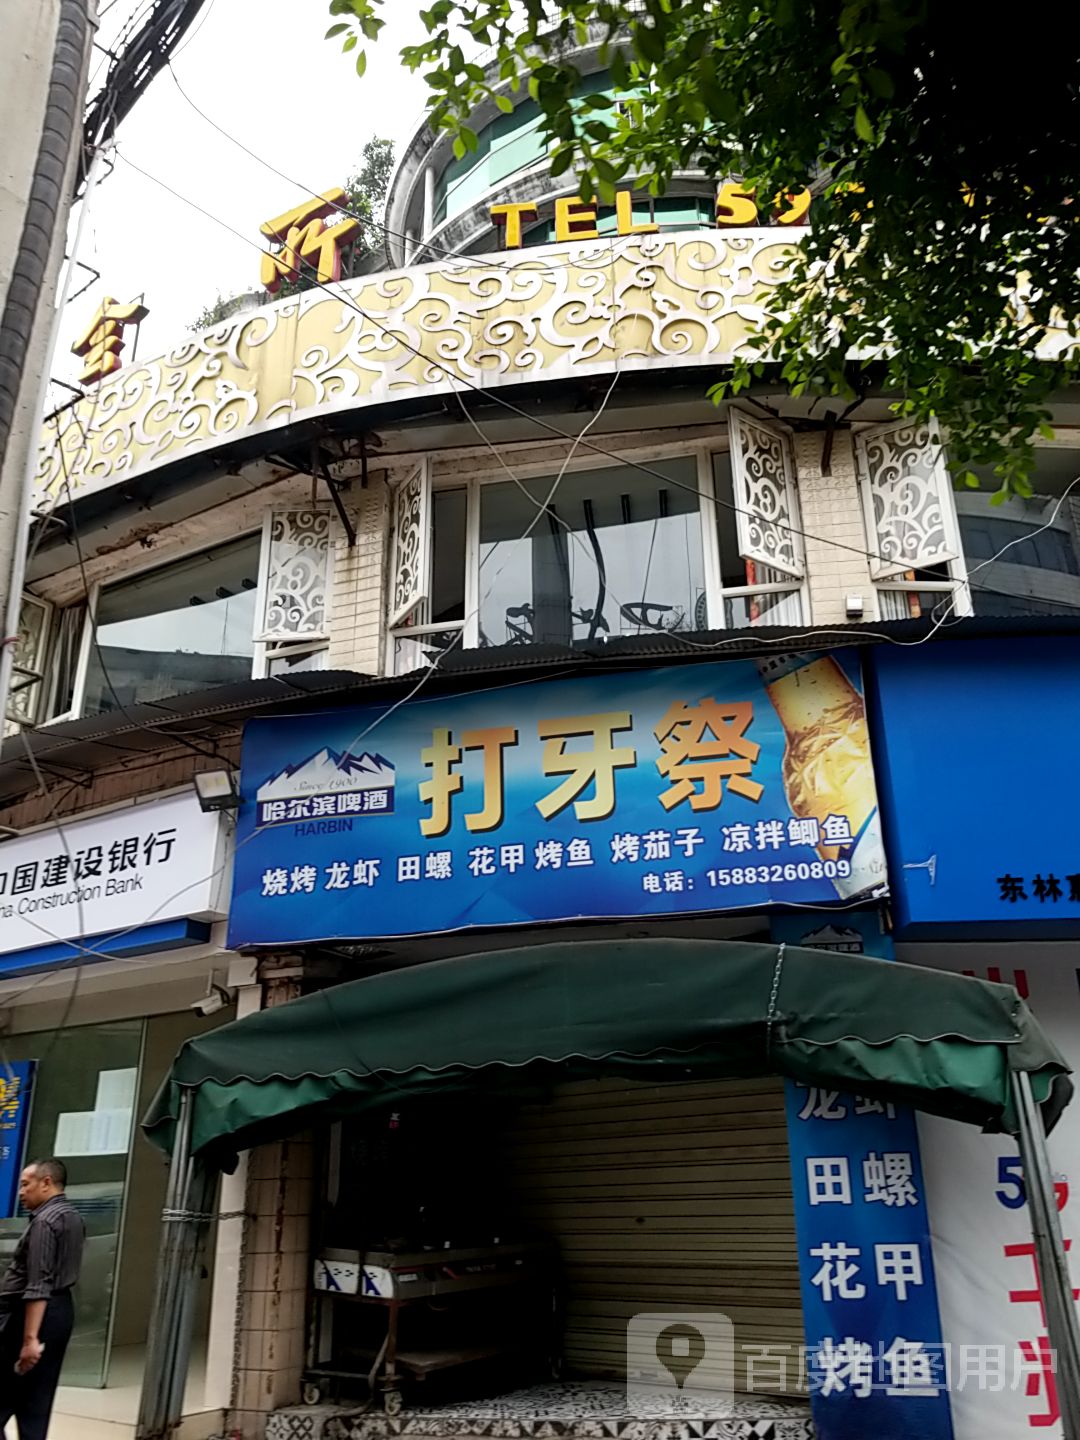 会所 TEL 59
Since 1900
哈尔滨啤酒
HARBIN
打牙祭
烧烤 龙虾 田螺 花甲 烤鱼 烤茄子 凉拌鲫鱼
电话：15883260809
中国建设银行
China Construction Bank
东林
龙虾
田螺
花甲
烤鱼
5
百度地图用户